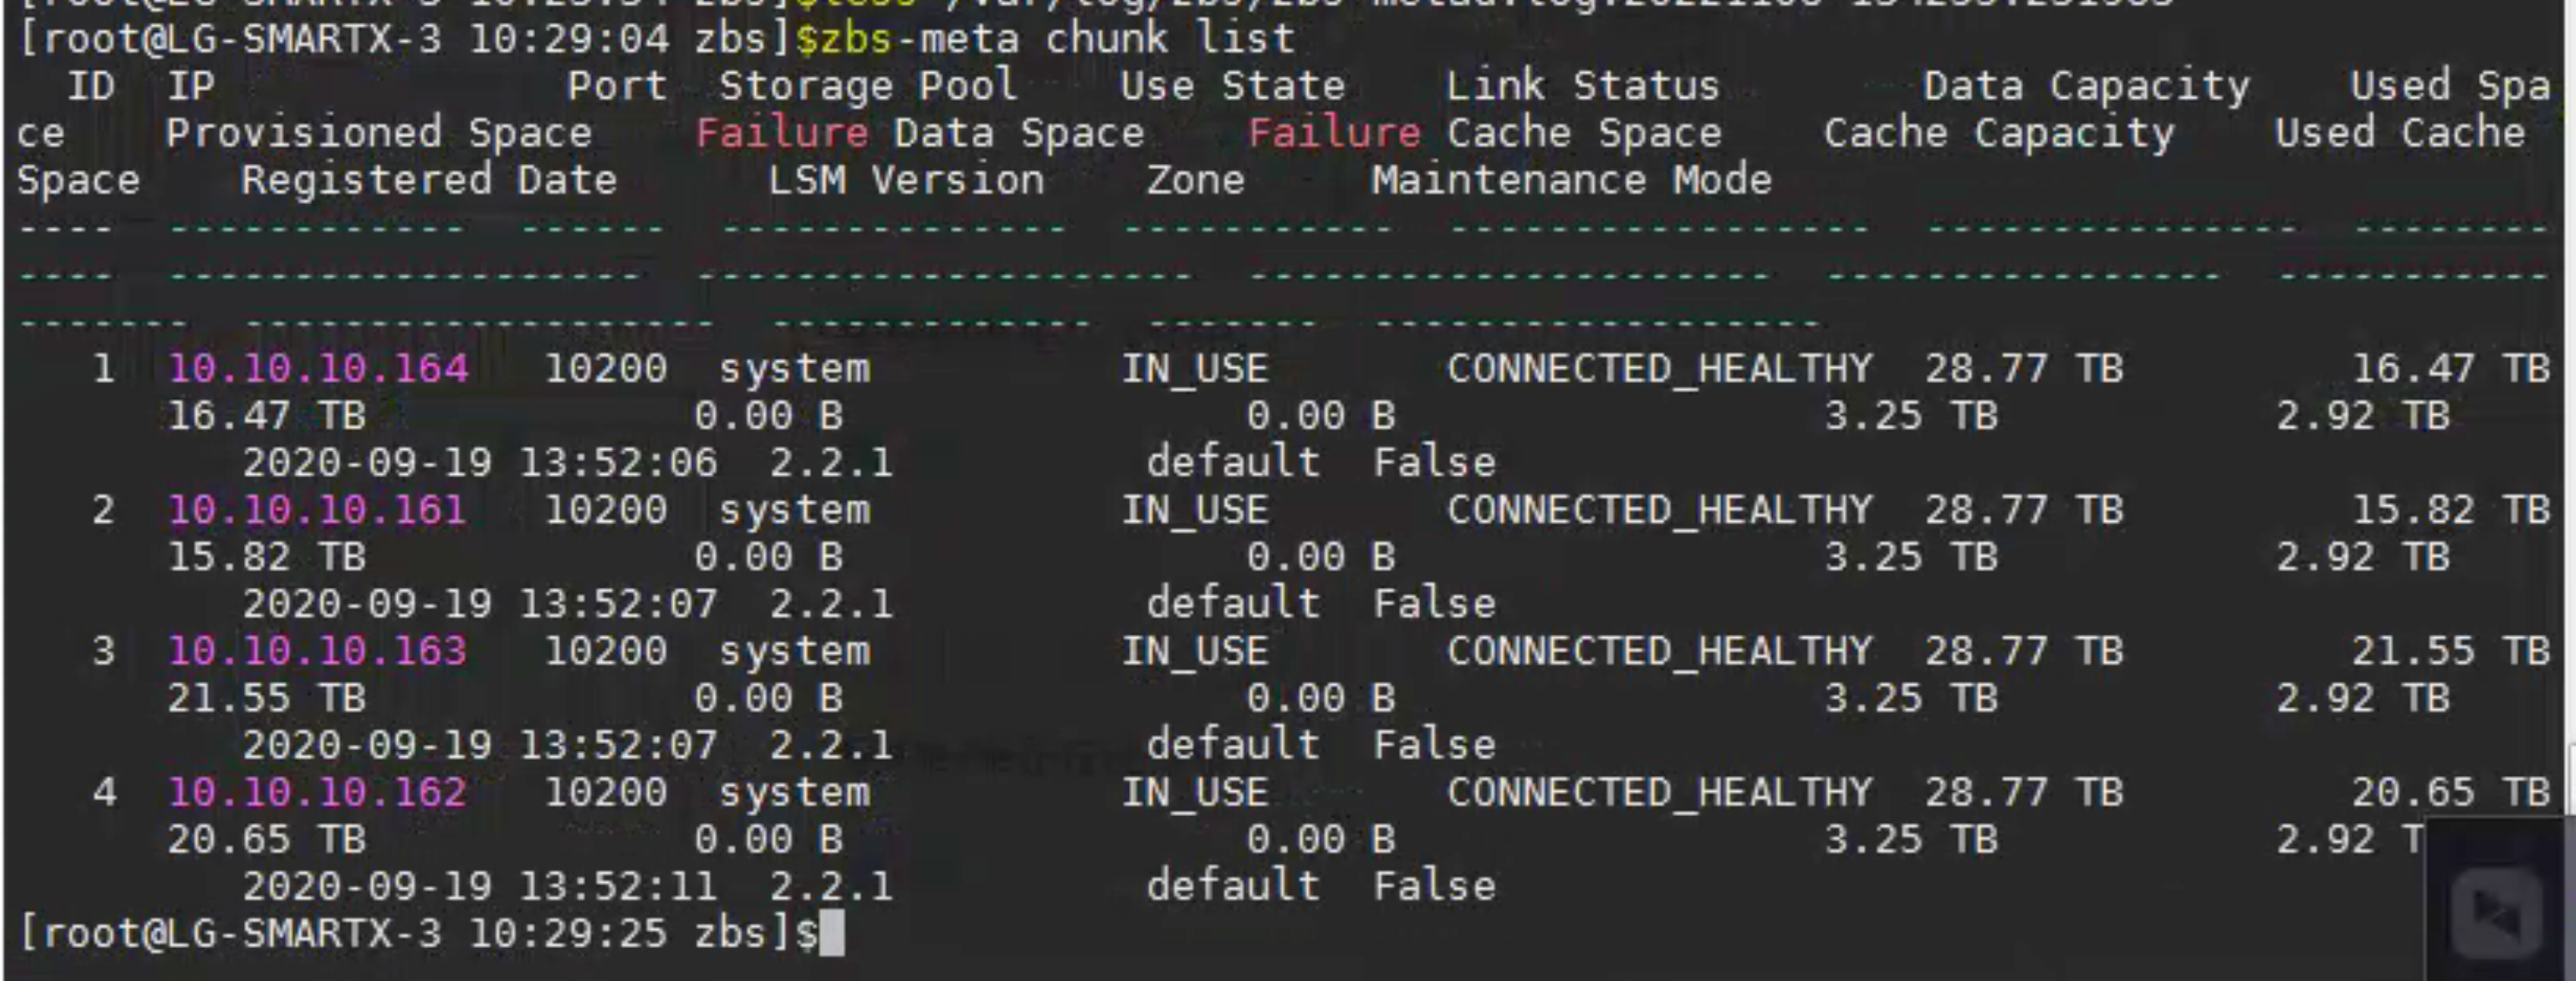 [root@LG-SMARTX-3 10:29:04 zbs]$zbs-meta chunk list
ID IP Port Storage Pool Use State Link Status Data Capacity Used Spa
ce Provisioned Space Failure Data Space Failure Cache Space Cache Capacity Used Cache
Space Registered Date LSM Version Zone Maintenance Mode
---- ------------ ------ -------------- ----------- ----------------- --------------- --------
---- ------------------- -------------------- --------------------- ---------------- -----------
------- ------------------- ------------- ------- ------------------
1 10.10.10.164 10200 system IN_USE CONNECTED_HEALTHY 28.77 TB 16.47 TB
16.47 TB 0.00 B 0.00 B 3.25 TB 2.92 TB
2020-09-19 13:52:06 2.2.1 default False
2 10.10.10.161 10200 system IN_USE CONNECTED_HEALTHY 28.77 TB 15.82 TB
15.82 TB 0.00 B 0.00 B 3.25 TB 2.92 TB
2020-09-19 13:52:07 2.2.1 default False
3 10.10.10.163 10200 system IN_USE CONNECTED_HEALTHY 28.77 TB 21.55 TB
21.55 TB 0.00 B 0.00 B 3.25 TB 2.92 TB
2020-09-19 13:52:07 2.2.1 default False
4 10.10.10.162 10200 system IN_USE CONNECTED_HEALTHY 28.77 TB 20.65 TB
20.65 TB 0.00 B 0.00 B 3.25 TB 2.92 T
2020-09-19 13:52:11 2.2.1 default False
[root@LG-SMARTX-3 10:29:25 zbs]$